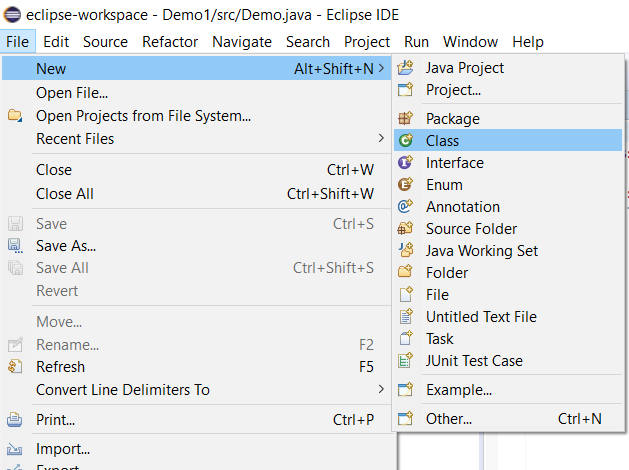 eclipse-workspace - Demo1/src/Demo.java - Eclipse IDE
File Edit Source Refactor Navigate Search Project Run Window Help
New Alt+Shift+N >
Open File...
Open Projects from File System...
Recent Files >
Close Ctrl+W
Close All Ctrl+Shift+W
Save Ctrl+S
Save As...
Save All Ctrl+Shift+S
Revert
Move...
Rename... F2
Refresh F5
Convert Line Delimiters To >
Print... Ctrl+P
Import...
Export...
Java Project
Project...
Package
Class
Interface
Enum
Annotation
Source Folder
Java Working Set
Folder
File
Untitled Text File
Task
JUnit Test Case
Example...
Other... Ctrl+N